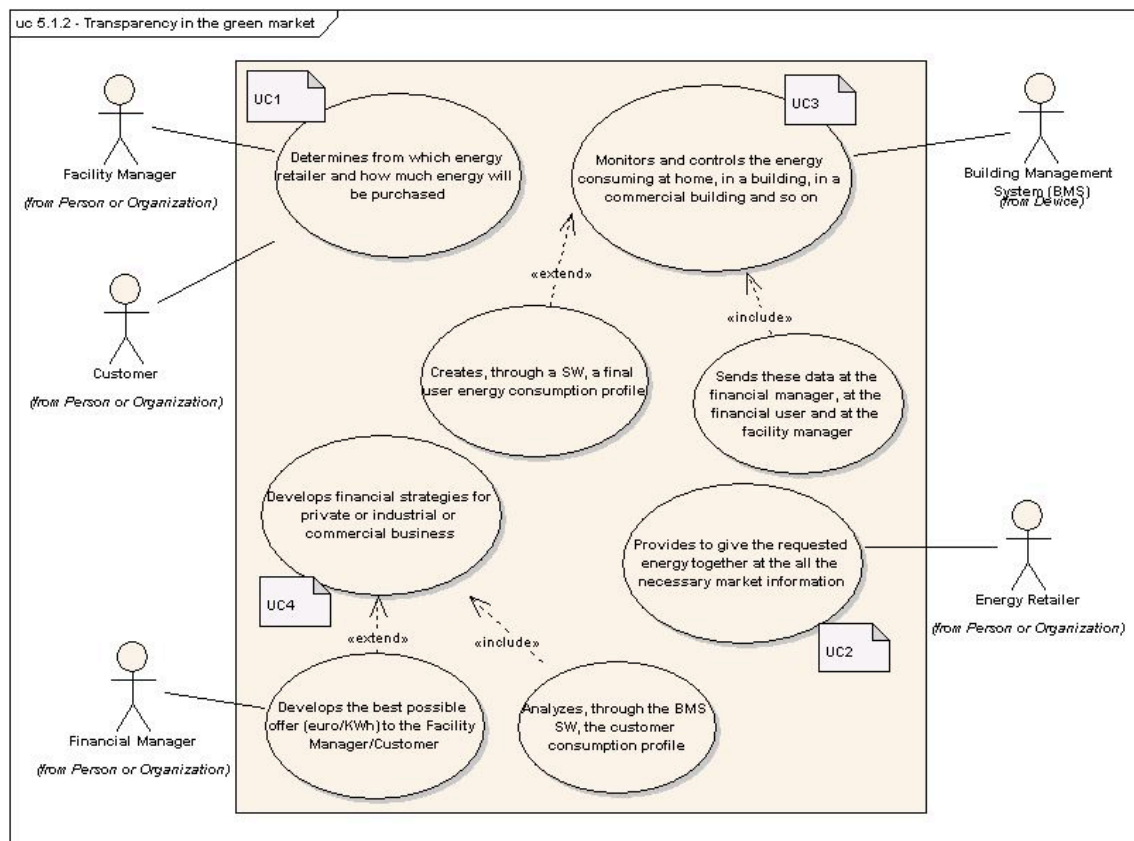 uc 5.1.2 - Transparency in the green market
UC1
UC3
Facility Manager
(from Person or Organization)
Determines from which energy
retailer and how much energy will
be purchased
Monitors and controls the energy
consuming at home, in a building, in a
commercial building and so on
Building Management
System (BMS)
(from Device)
Customer
(from Person or Organization)
«extend»
«include»
Creates, through a SW, a final
user energy consumption profile
Sends these data at the
financial manager, at the
financial user and at the
facility manager
Develops financial strategies for
private or industrial or
commercial business
Provides to give the requested
energy together at the all the
necessary market information
Energy Retailer
(from Person or Organization)
UC4
UC2
«extend»
«include»
Financial Manager
(from Person or Organization)
Develops the best possible
offer (euro/KWh) to the Facility
Manager/Customer
Analyzes, through the BMS
SW, the customer
consumption profile